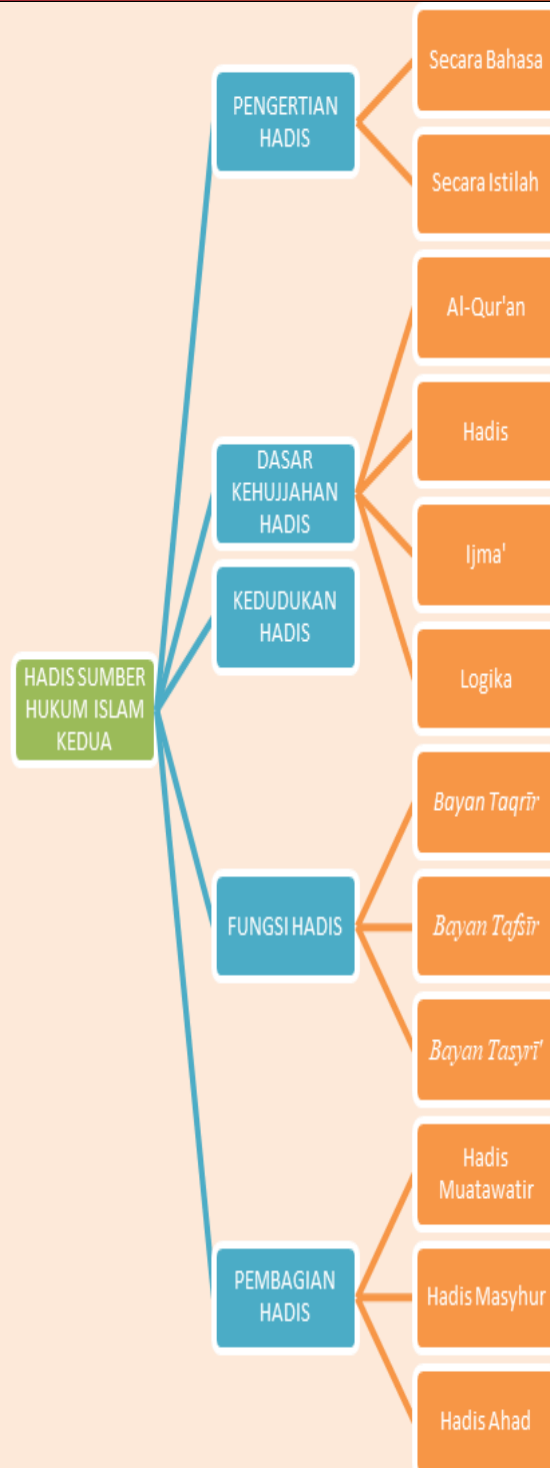 HADIS SUMBER
HUKUM ISLAM
KEDUA
PENGERTIAN
HADIS
Secara Bahasa
Secara Istilah
DASAR
KEHUJJAHAN
HADIS
Al-Qur'an
Hadis
Ijma'
Logika
KEDUDUKAN
HADIS
FUNGSI HADIS
Bayan Taqrīr
Bayan Tafsīr
Bayan Tasyrī'
PEMBAGIAN
HADIS
Hadis
Muatawatir
Hadis Masyhur
Hadis Ahad